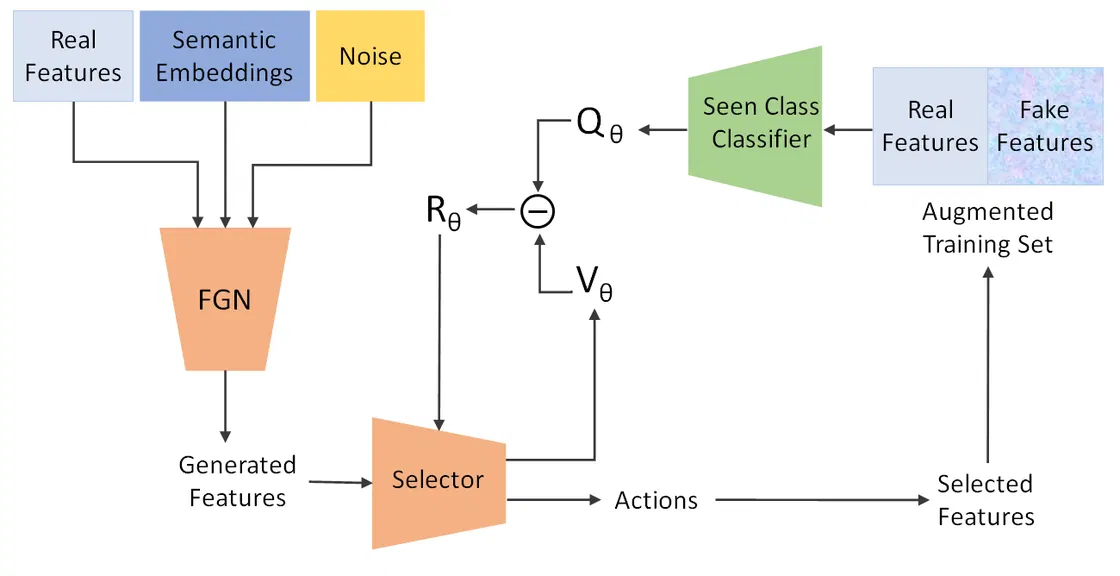 Real
Features
Semantic
Embeddings
Noise
Seen Class
Classifier
Real
Features
Fake
Features
Augmented
Training Set
Qθ
Rθ
Vθ
FGN
Generated
Features
Selector
Actions
Selected
Features